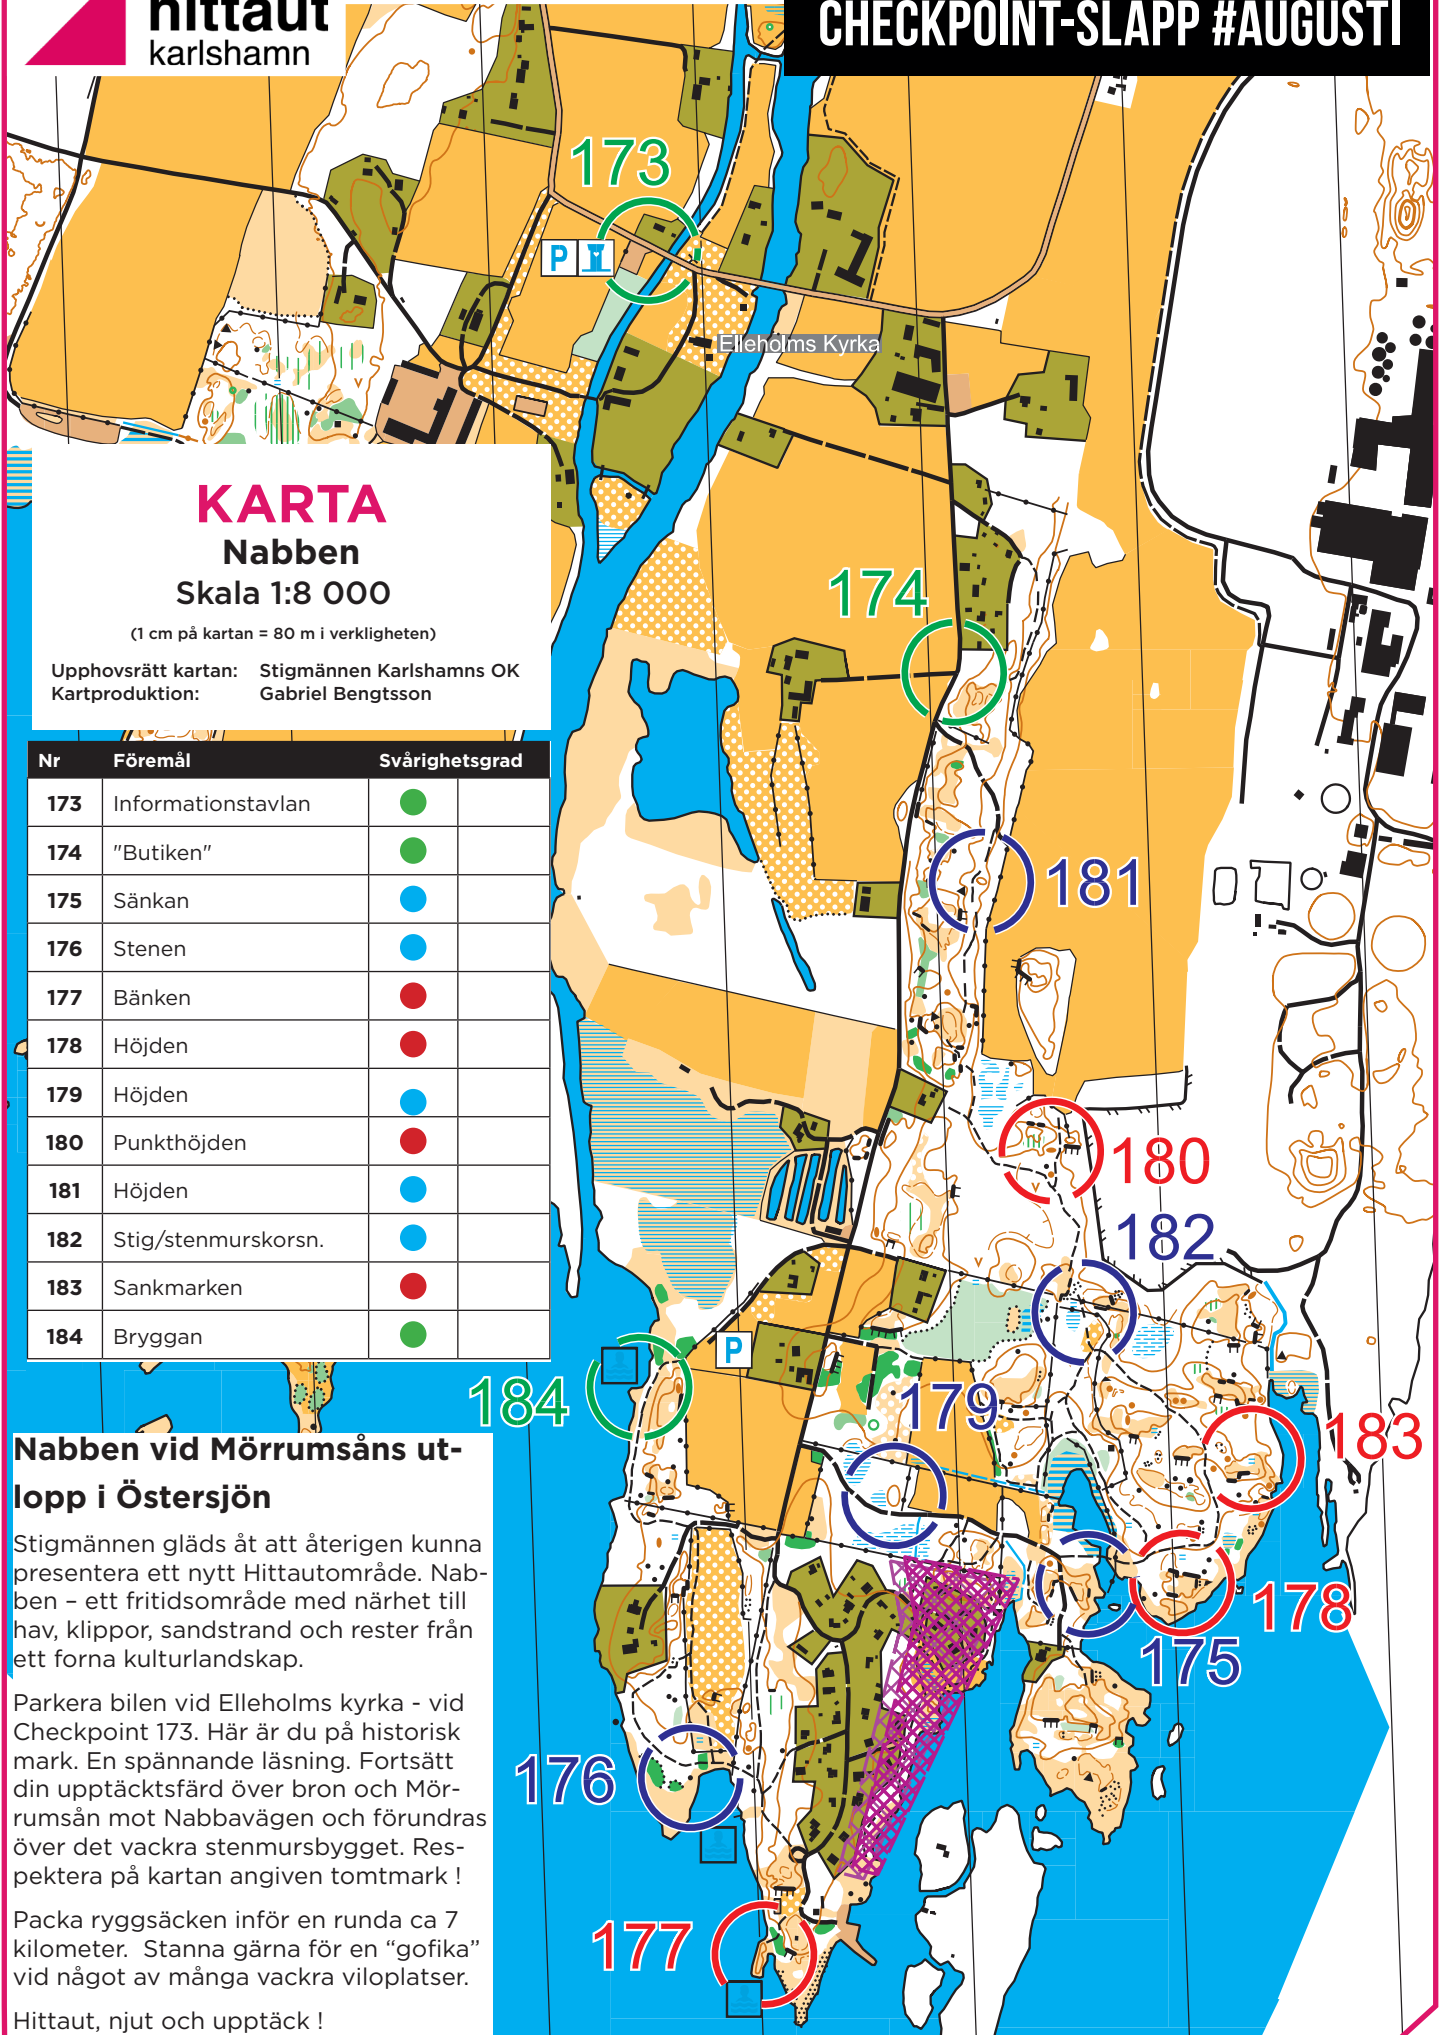 hittaut
karlshamn
CHECKPOINT-SLÄPP #AUGUSTI
173
P
Elleholms Kyrka
KARTA
Nabben
Skala 1:8 000
(1 cm på kartan = 80 m i verkligheten)
Upphovsrätt kartan: Stigmännen Karlshamns OK
Kartproduktion: Gabriel Bengtsson
174
181
180
182
P
184
179
183
178
175
176
177
Nr Föremål Svårighetsgrad
173 Informationstavlan
174 "Butiken"
175 Sänkan
176 Stenen
177 Bänken
178 Höjden
179 Höjden
180 Punkthöjden
181 Höjden
182 Stig/stenmurskorsn.
183 Sankmarken
184 Bryggan
Nabben vid Mörrumsåns ut-
lopp i Östersjön
Stigmännen gläds åt att återigen kunna
presentera ett nytt Hittautområde. Nab-
ben – ett fritidsområde med närhet till
hav, klippor, sandstrand och rester från
ett forna kulturlandskap.
Parkera bilen vid Elleholms kyrka - vid
Checkpoint 173. Här är du på historisk
mark. En spännande läsning. Fortsätt
din upptäcktsfärd över bron och Mör-
rumsån mot Nabbavägen och förundras
över det vackra stenmursbygget. Res-
pektera på kartan angiven tomtmark !
Packa ryggsäcken inför en runda ca 7
kilometer. Stanna gärna för en “gofika”
vid något av många vackra viloplatser.
Hittaut, njut och upptäck !